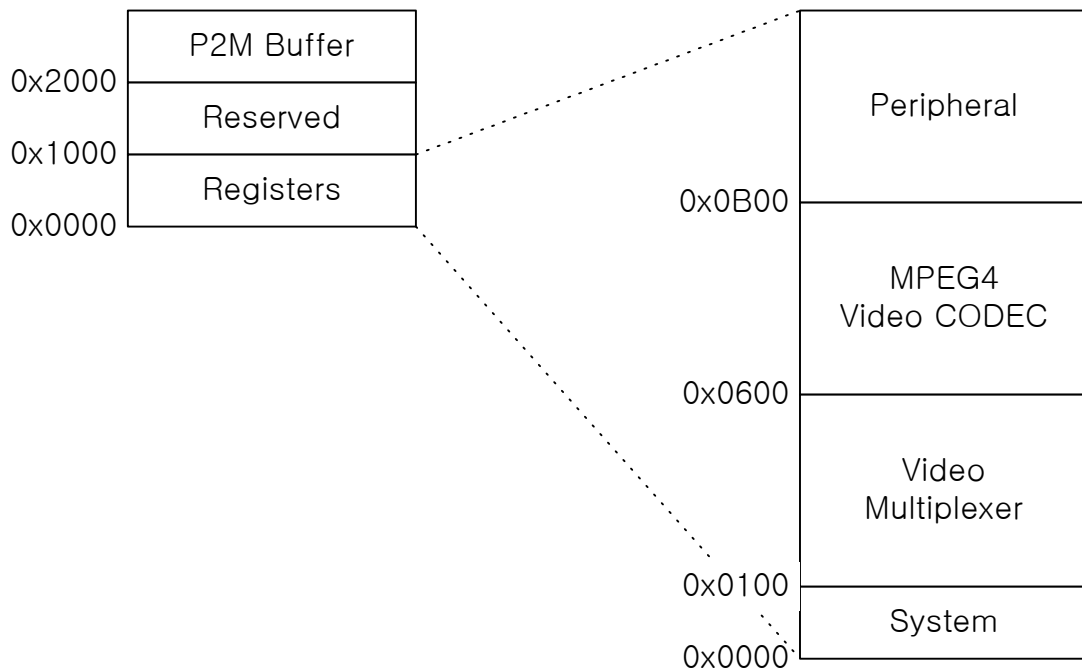 P2M Buffer
0x2000
Reserved
0x1000
Registers
0x0000
Peripheral
0x0B00
MPEG4
Video CODEC
0x0600
Video
Multiplexer
0x0100
System
0x0000